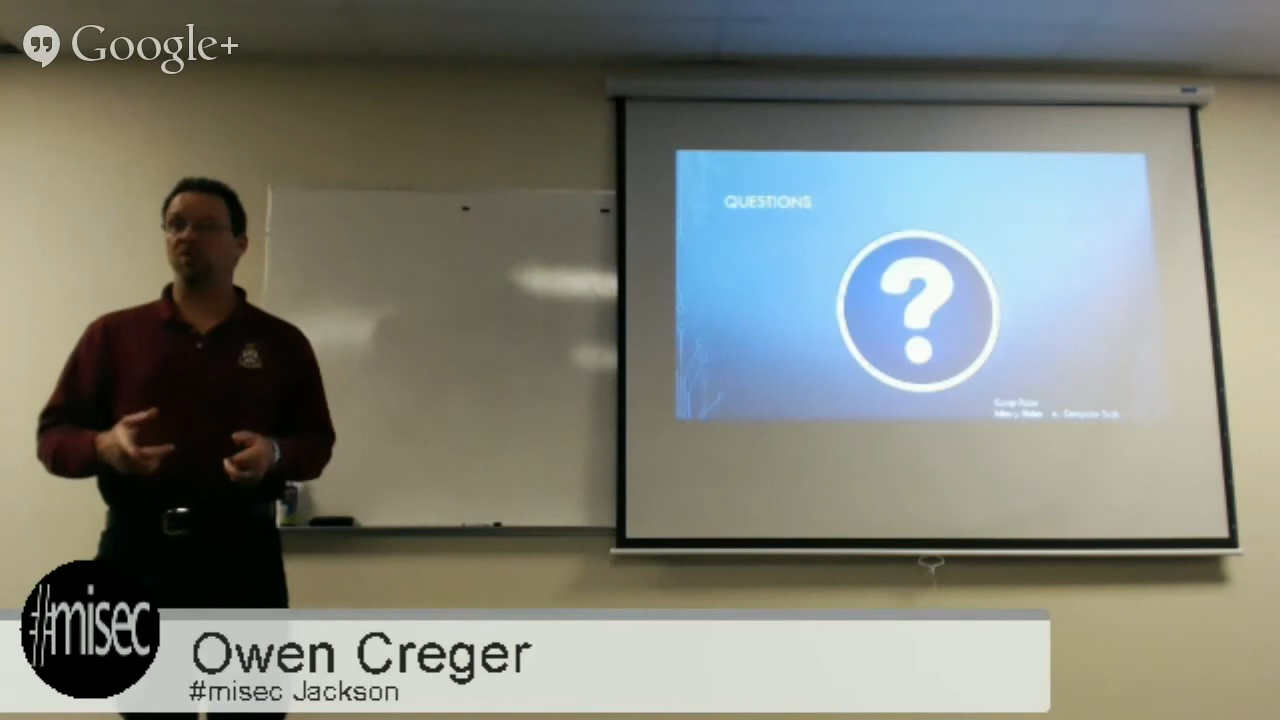 Google+
QUESTIONS
?
#misec
Owen Creger
#misec Jackson